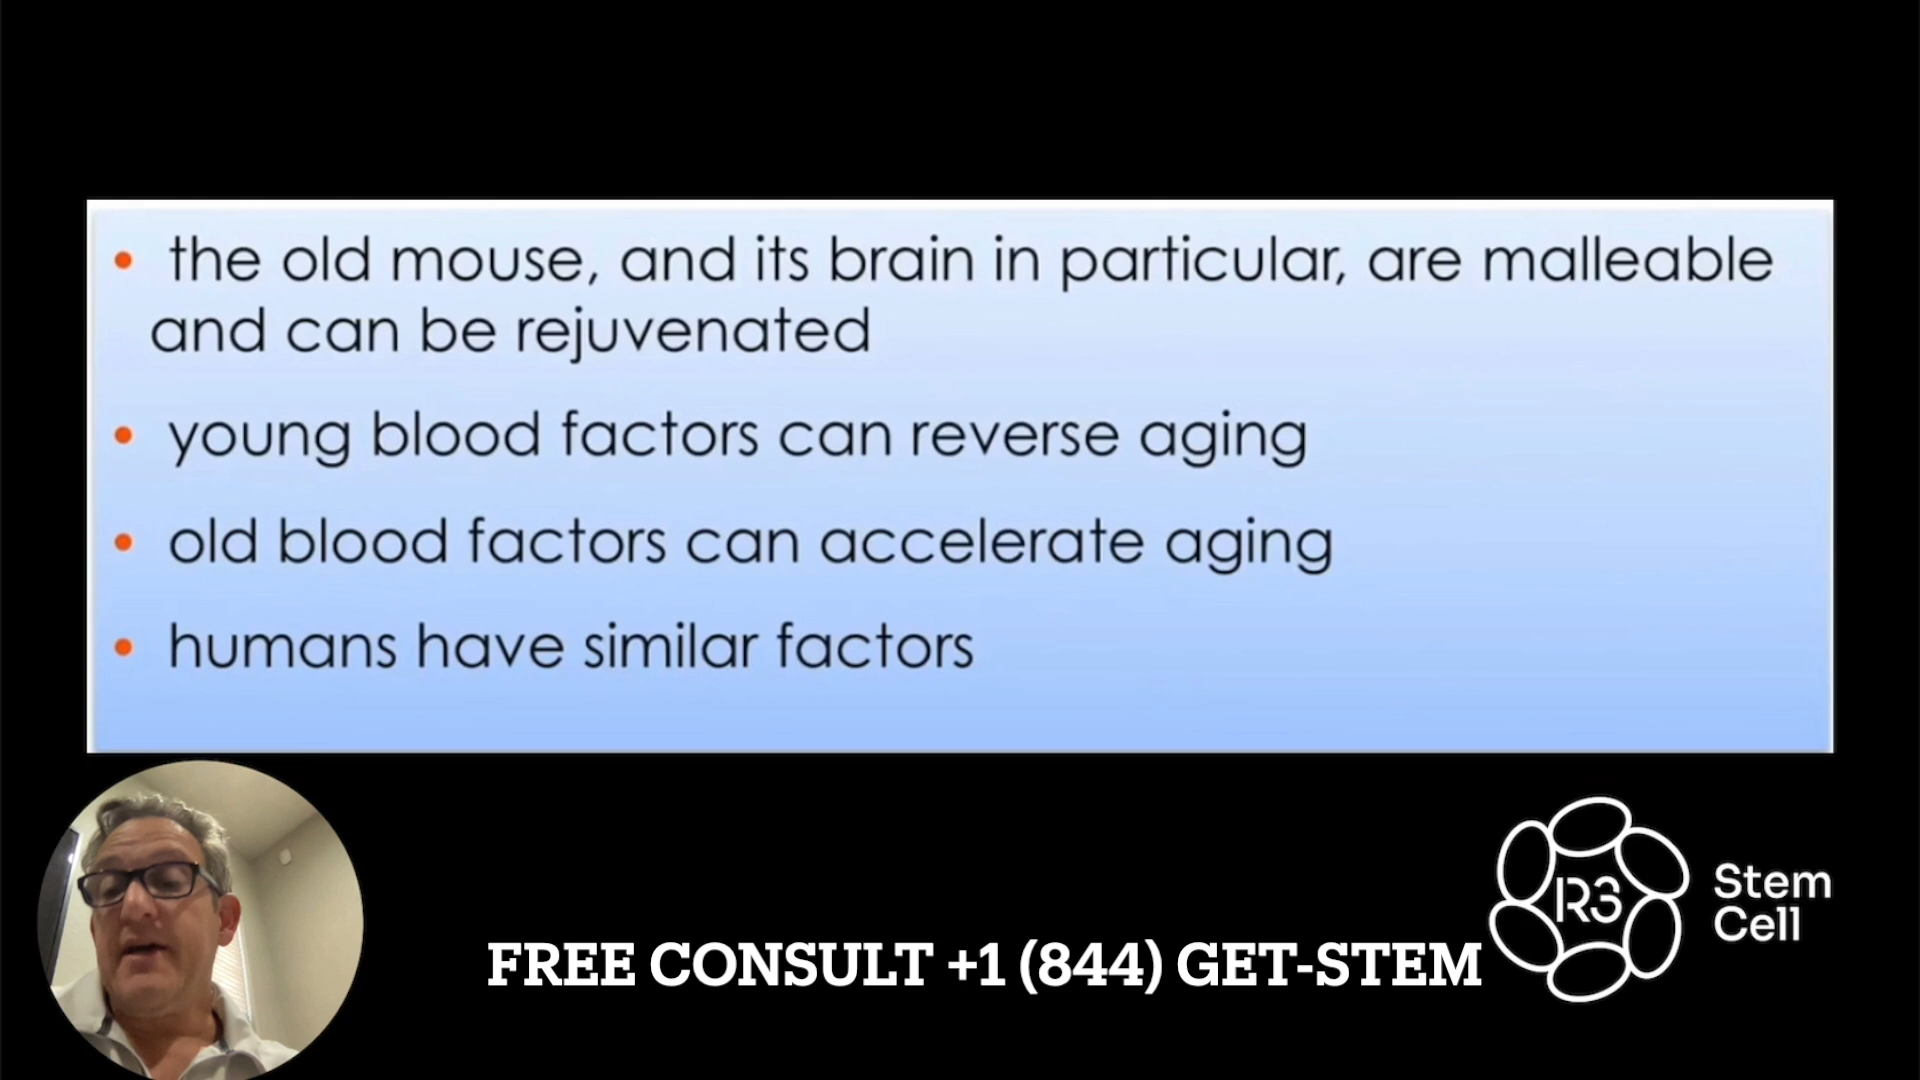 • the old mouse, and its brain in particular, are malleable
and can be rejuvenated
• young blood factors can reverse aging
• old blood factors can accelerate aging
• humans have similar factors
FREE CONSULT +1 (844) GET-STEM
R3
Stem
Cell